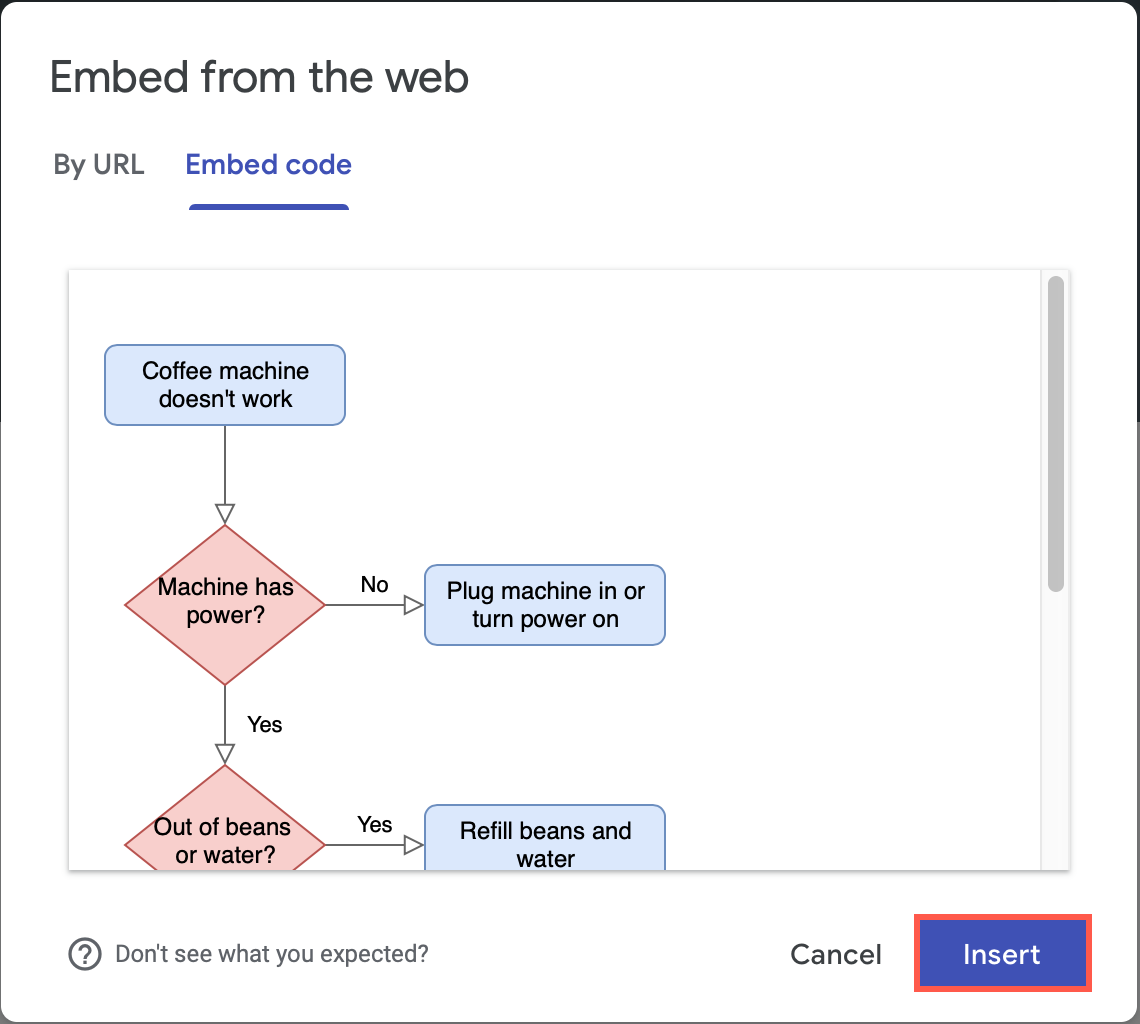 Embed from the web
By URL
Embed code
Coffee machine
doesn't work
Machine has
power?
No
Plug machine in or
turn power on
Yes
Out of beans
or water?
Yes
Refill beans and
water
Don't see what you expected?
Cancel
Insert